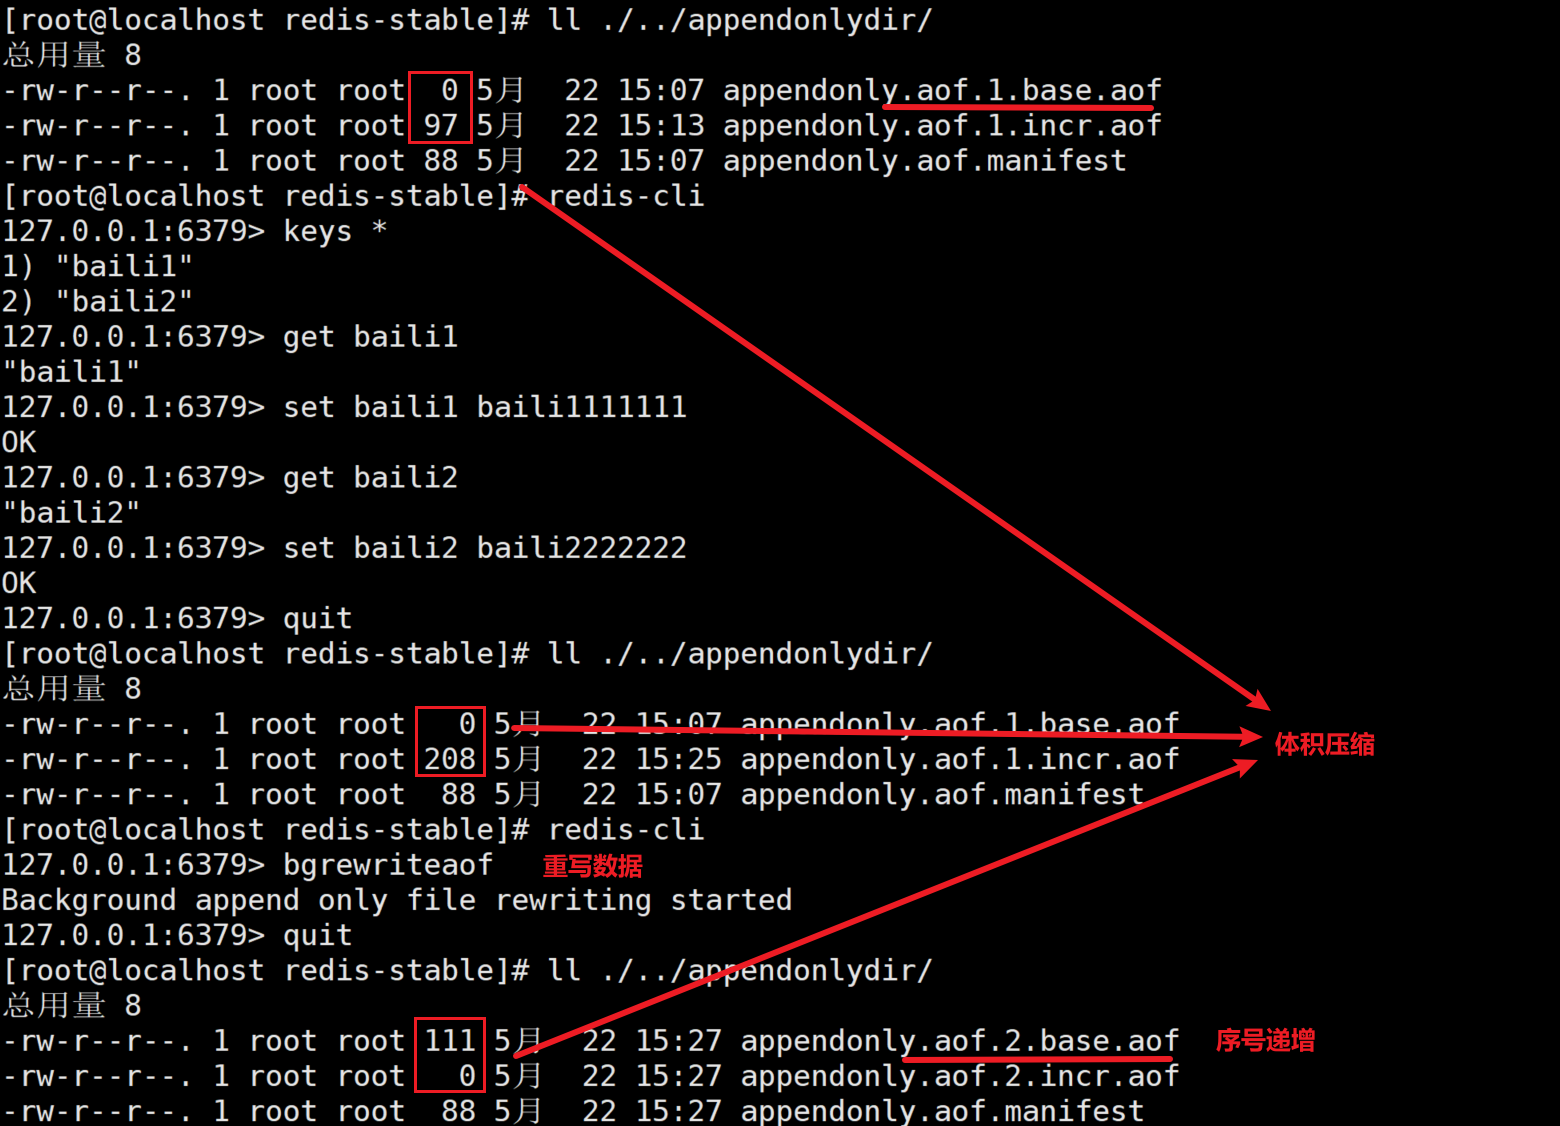 [root@localhost redis-stable]# ll ./../appendonlydir/
总用量 8
-rw-r--r--. 1 root root  0 5月  22 15:07 appendonly.aof.1.base.aof
-rw-r--r--. 1 root root 97 5月  22 15:13 appendonly.aof.1.incr.aof
-rw-r--r--. 1 root root 88 5月  22 15:07 appendonly.aof.manifest
[root@localhost redis-stable]# redis-cli
127.0.0.1:6379> keys *
1) "baili1"
2) "baili2"
127.0.0.1:6379> get baili1
"baili1"
127.0.0.1:6379> set baili1 baili1111111
OK
127.0.0.1:6379> get baili2
"baili2"
127.0.0.1:6379> set baili2 baili2222222
OK
127.0.0.1:6379> quit
[root@localhost redis-stable]# ll ./../appendonlydir/
总用量 8
-rw-r--r--. 1 root root   0 5月  22 15:07 appendonly.aof.1.base.aof
体积压缩
-rw-r--r--. 1 root root 208 5月  22 15:25 appendonly.aof.1.incr.aof
-rw-r--r--. 1 root root  88 5月  22 15:07 appendonly.aof.manifest
[root@localhost redis-stable]# redis-cli
127.0.0.1:6379> bgrewriteaof 重写数据
Background append only file rewriting started
127.0.0.1:6379> quit
[root@localhost redis-stable]# ll ./../appendonlydir/
总用量 8
-rw-r--r--. 1 root root 111 5月  22 15:27 appendonly.aof.2.base.aof 序号递增
-rw-r--r--. 1 root root   0 5月  22 15:27 appendonly.aof.2.incr.aof
-rw-r--r--. 1 root root  88 5月  22 15:27 appendonly.aof.manifest